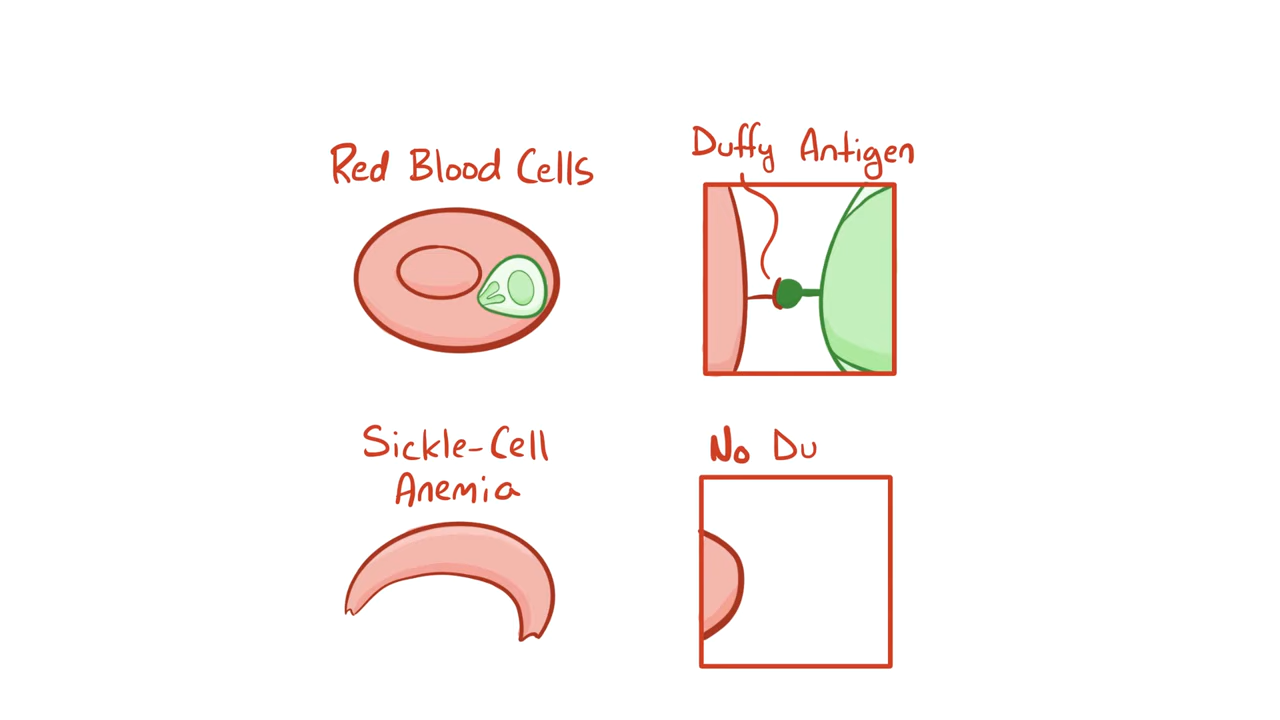 Red Blood Cells
Duffy Antigen
Sickle-Cell
Anemia
No Du